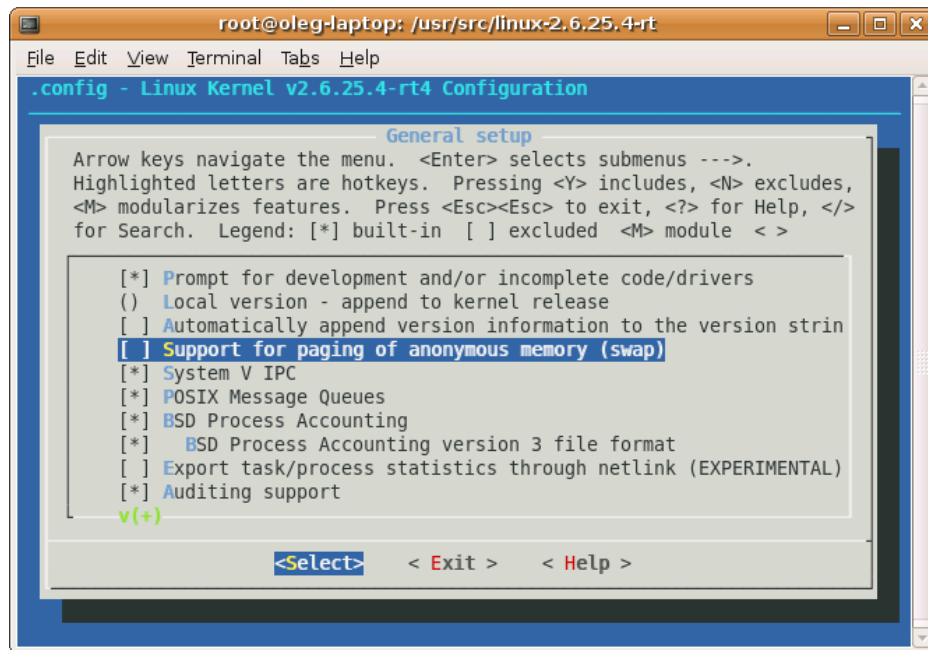 root@oleg-laptop: /usr/src/linux-2.6.25.4-rt
File Edit View Terminal Tabs Help
.config - Linux Kernel v2.6.25.4-rt4 Configuration
General setup
Arrow keys navigate the menu.  <Enter> selects submenus --->.
Highlighted letters are hotkeys.  Pressing <Y> includes, <N> excludes,
<M> modularizes features.  Press <Esc><Esc> to exit, <?> for Help, </>
for Search.  Legend: [*] built-in  [ ] excluded  <M> module  < >
[*] Prompt for development and/or incomplete code/drivers
()  Local version - append to kernel release
[ ] Automatically append version information to the version strin
[ ] Support for paging of anonymous memory (swap)
[*] System V IPC
[*] POSIX Message Queues
[*] BSD Process Accounting
[*]   BSD Process Accounting version 3 file format
[ ] Export task/process statistics through netlink (EXPERIMENTAL)
[*] Auditing support
v(+)
<Select>    < Exit >    < Help >